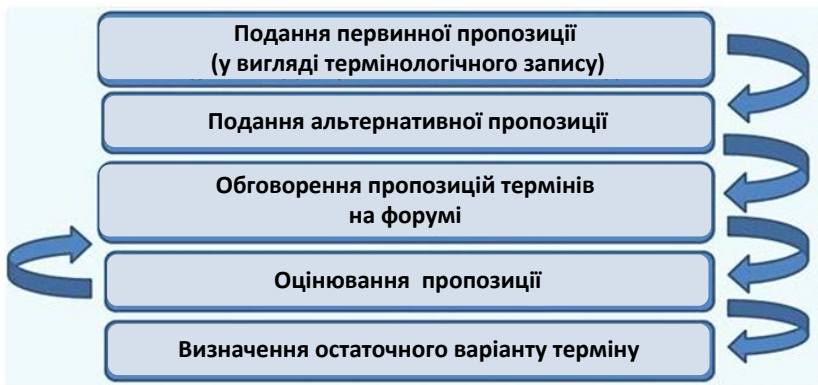 Подання первинної пропозиції
(у вигляді термінологічного запису)
Подання альтернативної пропозиції
Обговорення пропозицій термінів
на форумі
Оцінювання пропозиції
Визначення остаточного варіанту терміну